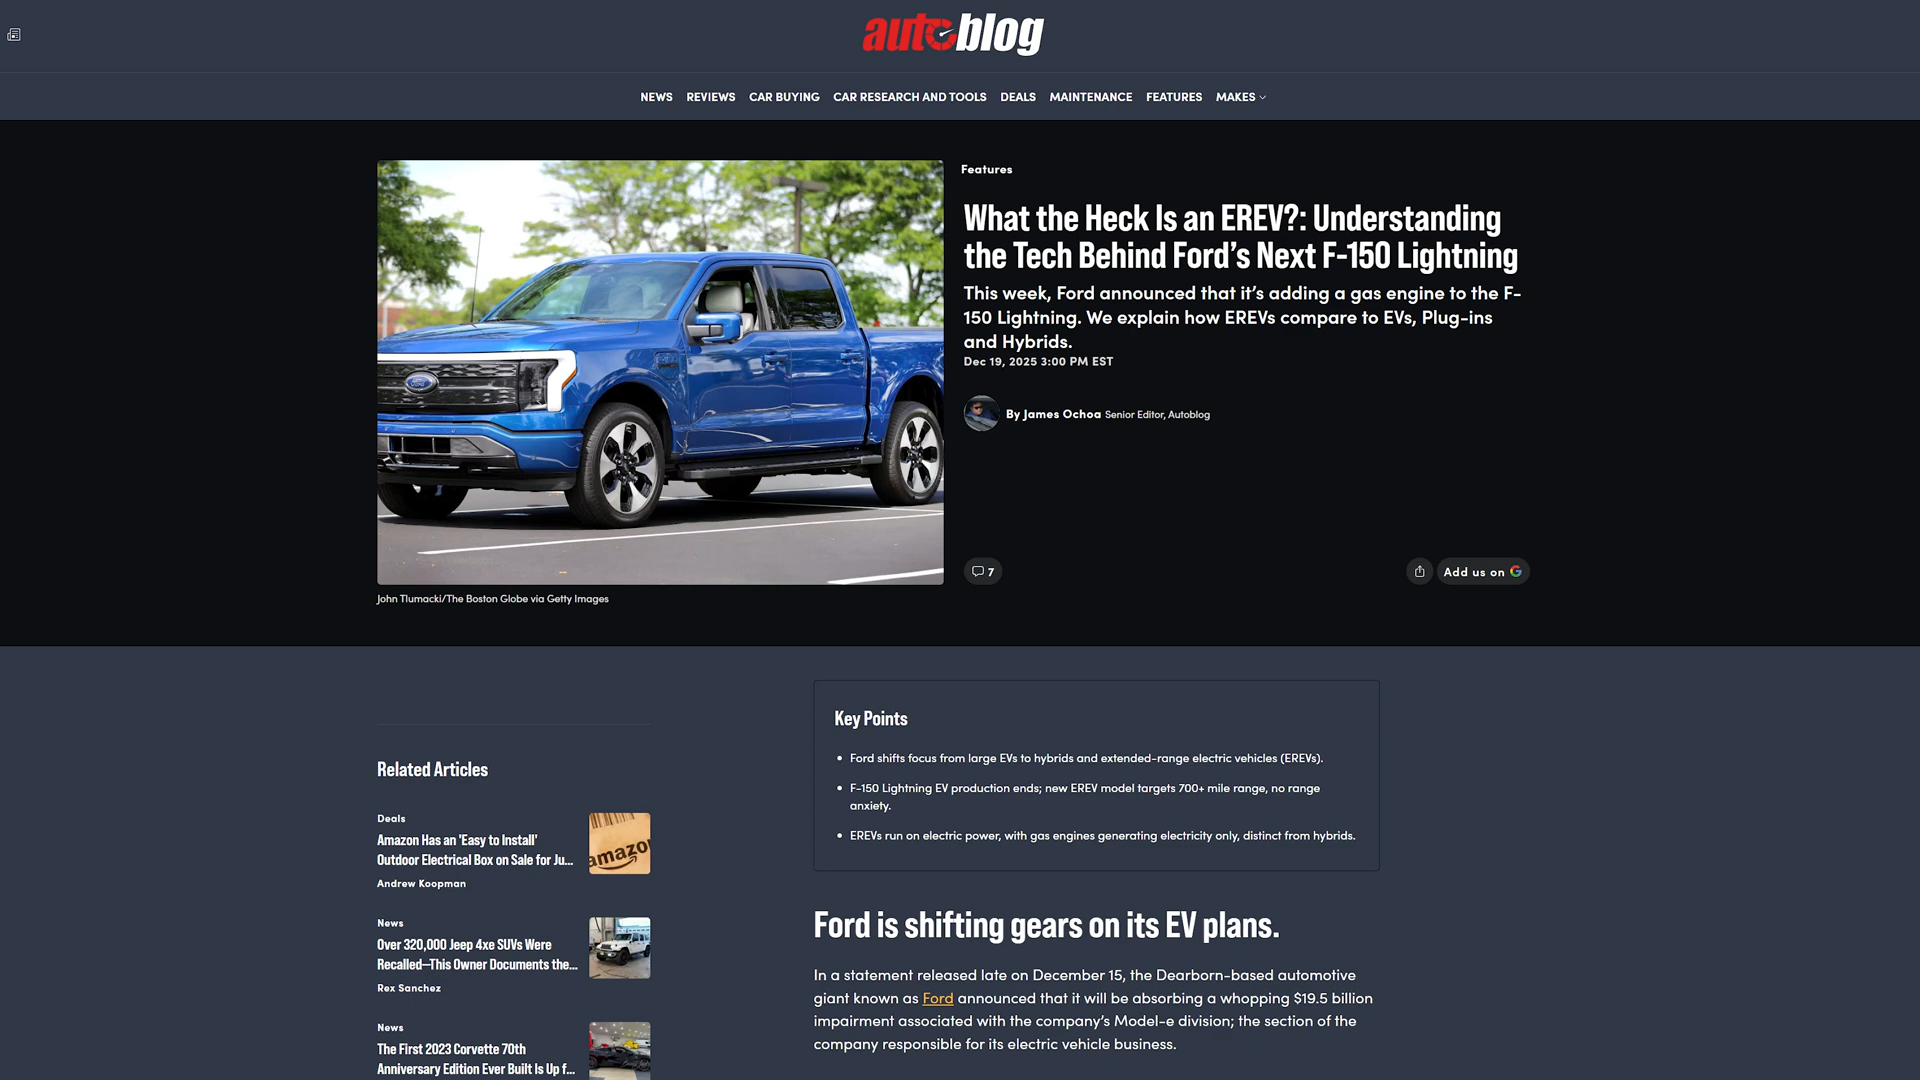 autoblog
NEWS REVIEWS CAR BUYING CAR RESEARCH AND TOOLS DEALS MAINTENANCE FEATURES MAKES
Features
What the Heck Is an EREV?: Understanding
the Tech Behind Ford’s Next F-150 Lightning
This week, Ford announced that it’s adding a gas engine to the F-
150 Lightning. We explain how EREVs compare to EVs, Plug-ins
and Hybrids.
Dec 19, 2025 3:00 PM EST
By James Ochoa Senior Editor, Autoblog
7
Add us on
John Tlumacki/The Boston Globe via Getty Images
Related Articles
Deals
Amazon Has an 'Easy to Install'
Outdoor Electrical Box on Sale for Ju...
Andrew Koopman
amazo
News
Over 320,000 Jeep 4xe SUVs Were
Recalled—This Owner Documents the...
Rex Sanchez
News
The First 2023 Corvette 70th
Anniversary Edition Ever Built Is Up f...
Key Points
• Ford shifts focus from large EVs to hybrids and extended-range electric vehicles (EREVs).
• F-150 Lightning EV production ends; new EREV model targets 700+ mile range, no range
anxiety.
• EREVs run on electric power, with gas engines generating electricity only, distinct from hybrids.
Ford is shifting gears on its EV plans.
In a statement released late on December 15, the Dearborn-based automotive
giant known as Ford announced that it will be absorbing a whopping $19.5 billion
impairment associated with the company’s Model-e division; the section of the
company responsible for its electric vehicle business.